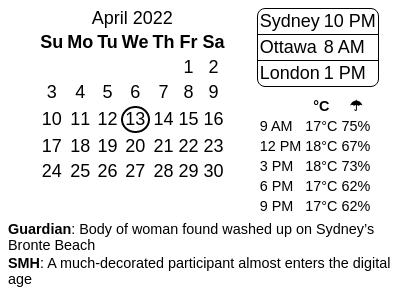 April 2022
Su Mo Tu We Th Fr Sa
1 2
3 4 5 6 7 8 9
10 11 12 13 14 15 16
17 18 19 20 21 22 23
24 25 26 27 28 29 30
Sydney 10 PM
Ottawa 8 AM
London 1 PM
°C ☂
9 AM 17°C 75%
12 PM 18°C 67%
3 PM 18°C 73%
6 PM 17°C 62%
9 PM 17°C 62%
Guardian: Body of woman found washed up on Sydney’s
Bronte Beach
SMH: A much-decorated participant almost enters the digital
age